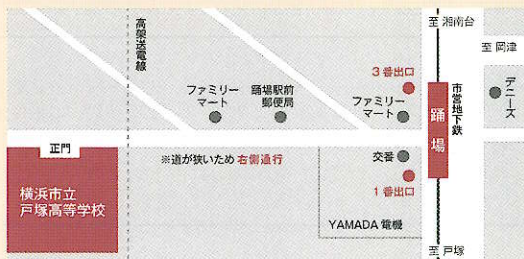 至 湘南台
至 岡津
高架送電線
3番出口
デニーズ
市営地下鉄
ファミリー
マート
踊場駅前
郵便局
ファミリー
マート
踊場
正門
※道が狭いため 右側通行
交番
1番出口
横浜市立
戸塚高等学校
YAMADA 電機
至 戸塚